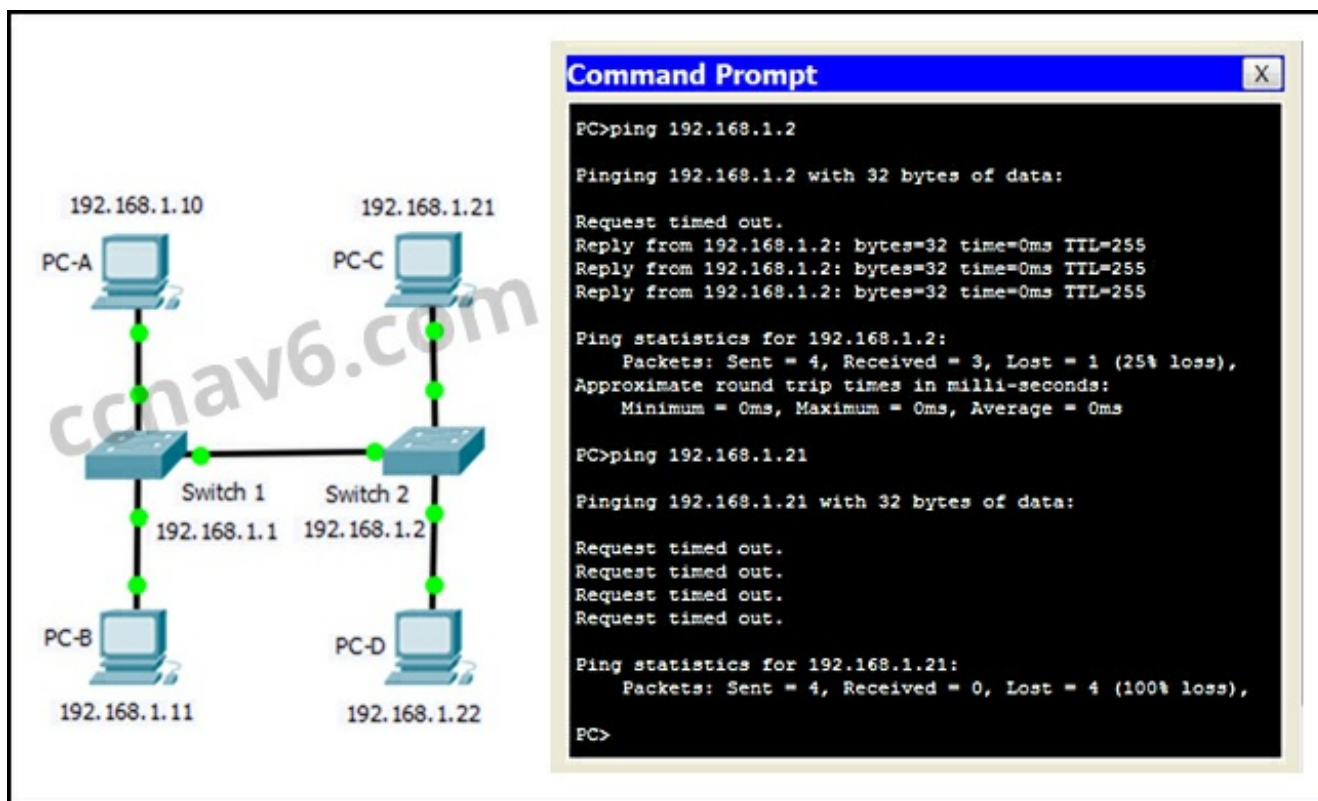 192.168.1.10
192.168.1.21
PC-A
PC-C
ccnav6.com
Switch 1
Switch 2
192.168.1.1
192.168.1.2
PC-B
PC-D
192.168.1.11
192.168.1.22
Command Prompt
X
PC>ping 192.168.1.2
Pinging 192.168.1.2 with 32 bytes of data:
Request timed out.
Reply from 192.168.1.2: bytes=32 time=0ms TTL=255
Reply from 192.168.1.2: bytes=32 time=0ms TTL=255
Reply from 192.168.1.2: bytes=32 time=0ms TTL=255
Ping statistics for 192.168.1.2:
Packets: Sent = 4, Received = 3, Lost = 1 (25% loss),
Approximate round trip times in milli-seconds:
Minimum = 0ms, Maximum = 0ms, Average = 0ms
PC>ping 192.168.1.21
Pinging 192.168.1.21 with 32 bytes of data:
Request timed out.
Request timed out.
Request timed out.
Request timed out.
Ping statistics for 192.168.1.21:
Packets: Sent = 4, Received = 0, Lost = 4 (100% loss),
PC>